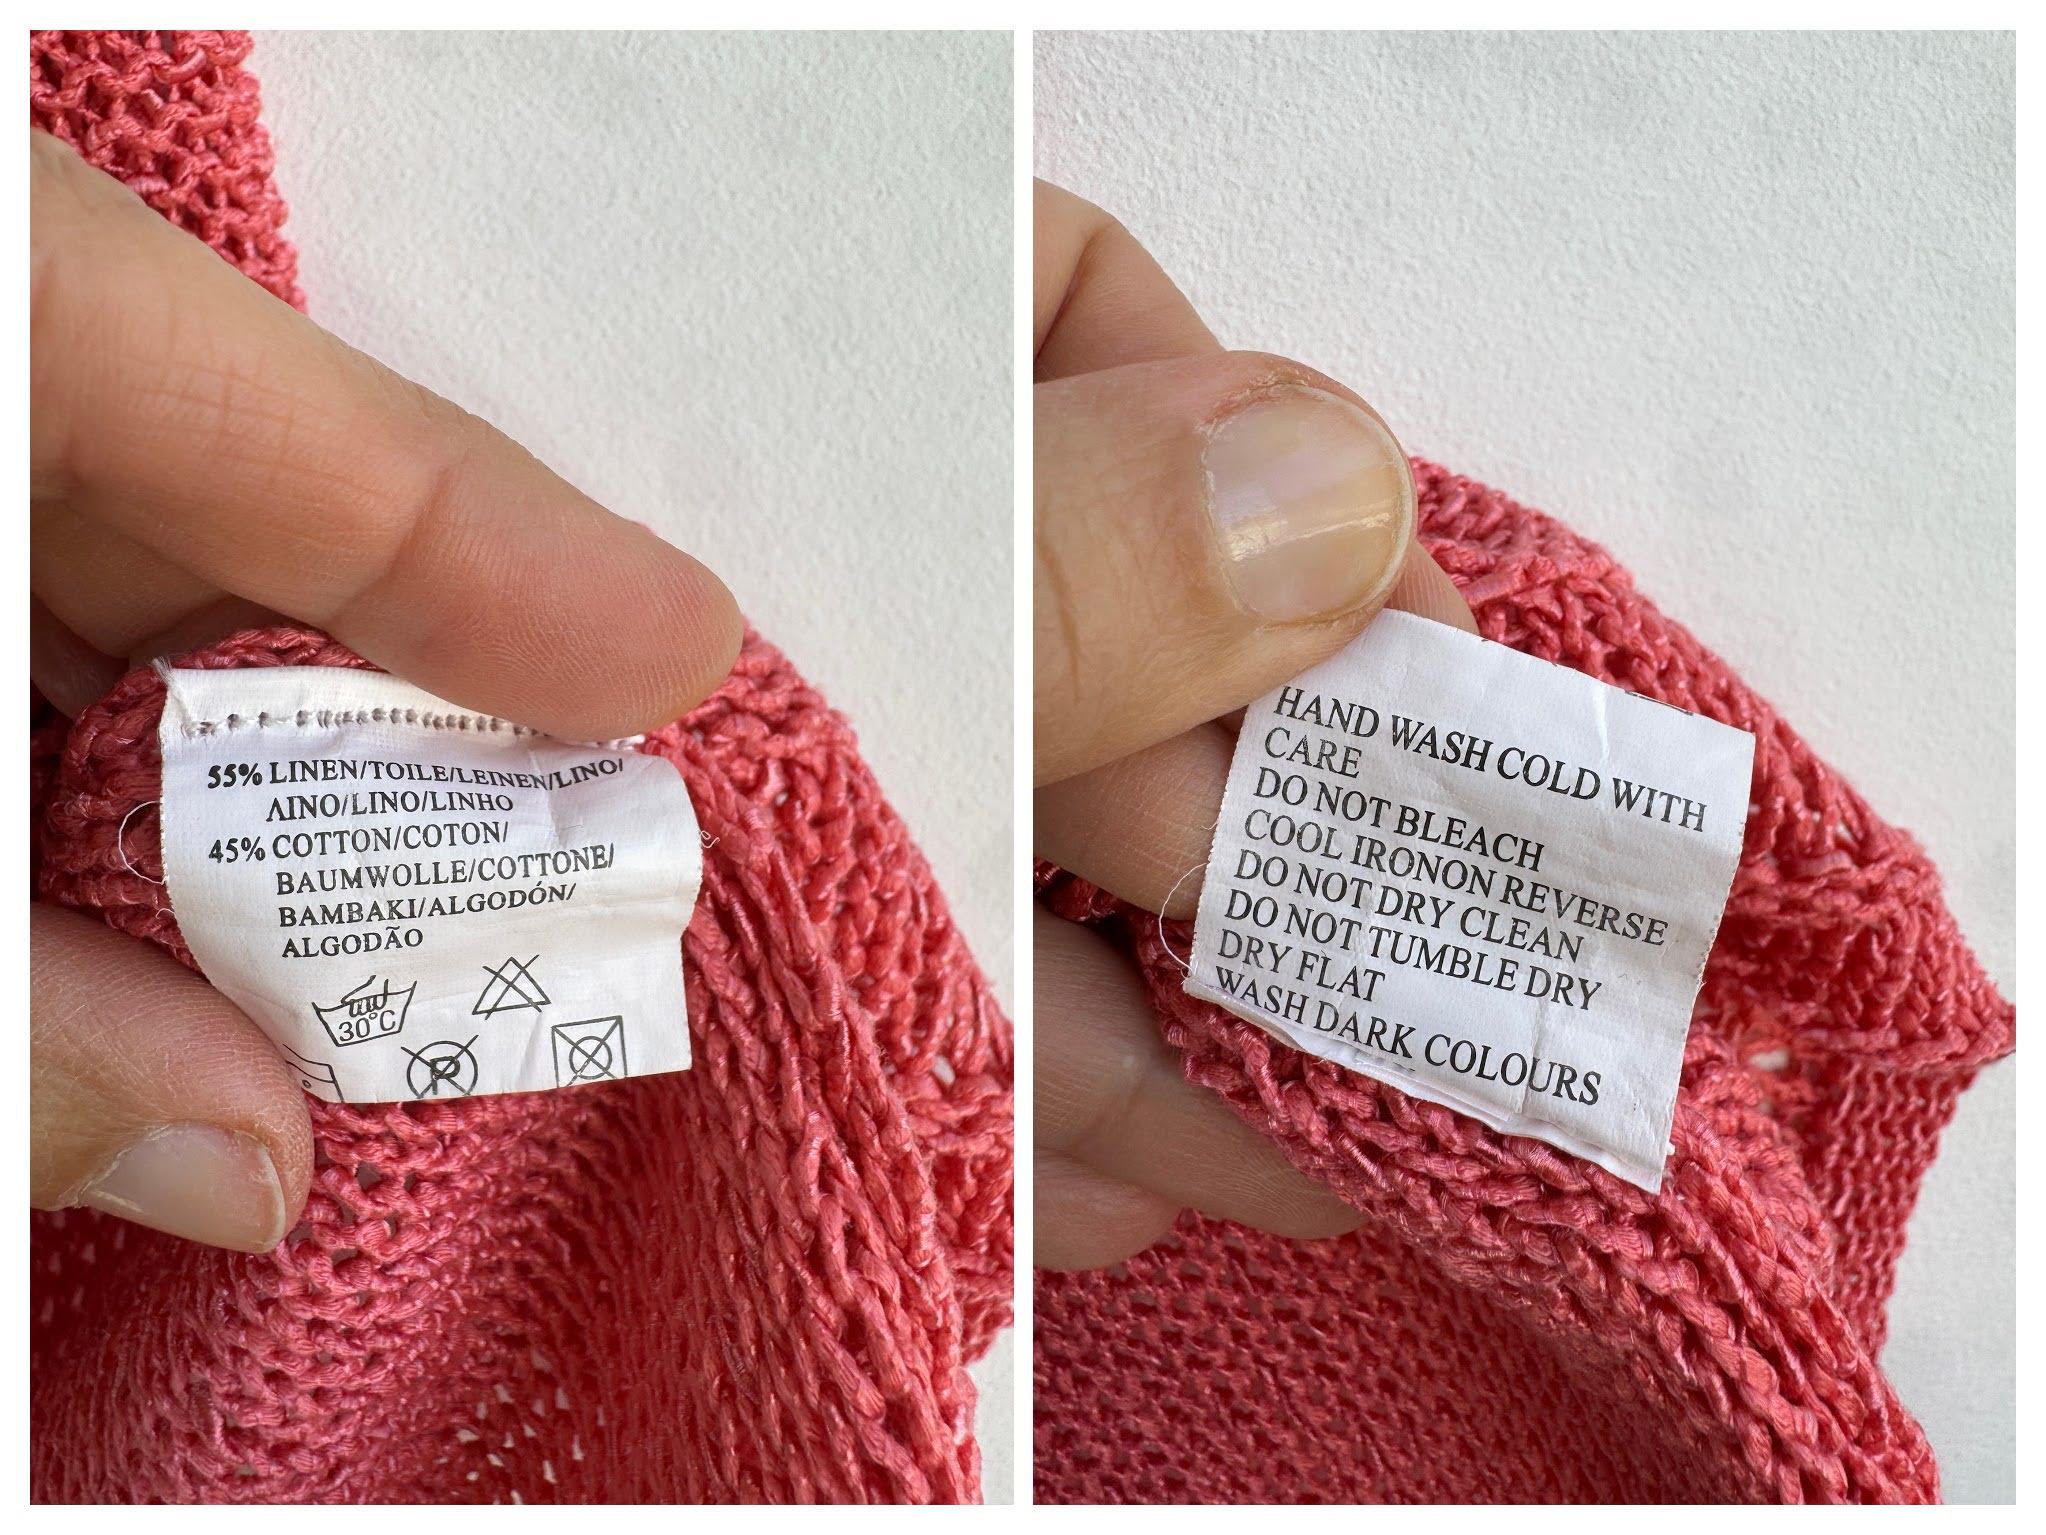 55% LINEN/TOILE/LEINEN/LINO/
ΛINO/LINO/LINHO
45% COTTON/COTON/
BAUMWOLLE/COTTONE/
BAMBAKI/ALGODÓN/
ALGODÃO
30°C
P
HAND WASH COLD WITH
CARE
DO NOT BLEACH
COOL IRONON REVERSE
DO NOT DRY CLEAN
DO NOT TUMBLE DRY
DRY FLAT
WASH DARK COLOURS